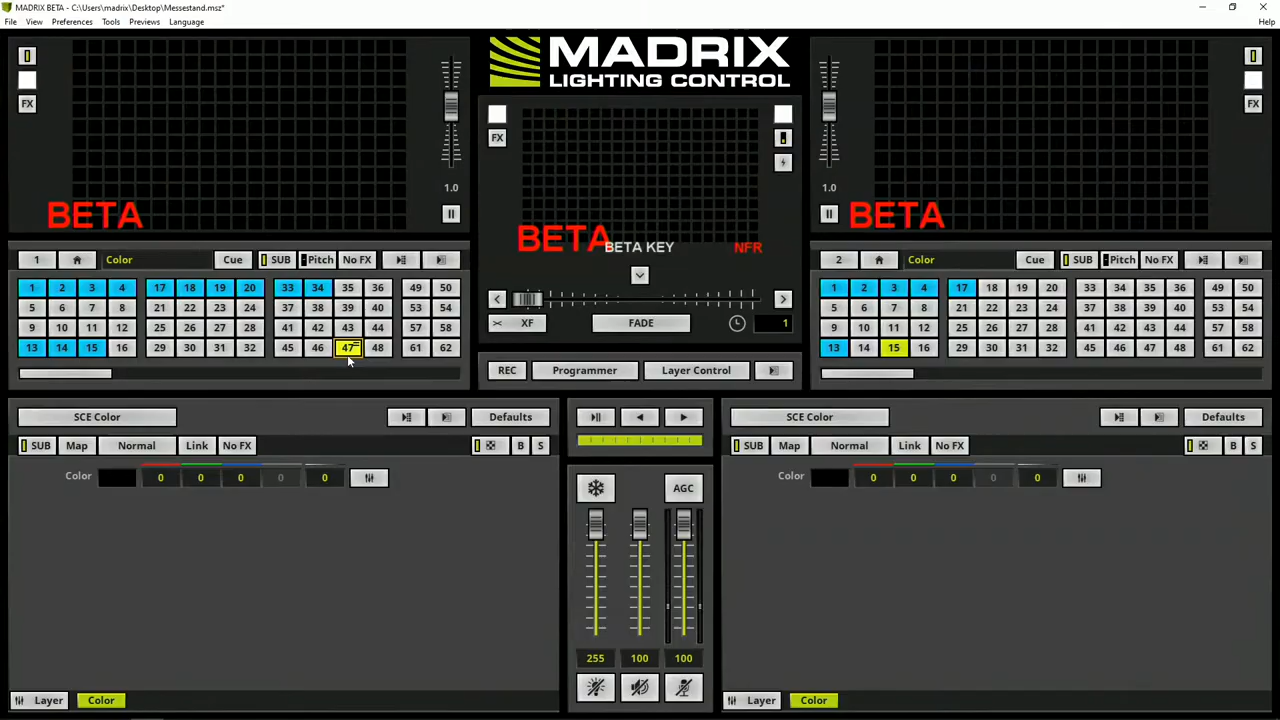 MADRIX BETA - C:\Users\madrix\Desktop\Messestand.msz*
File View Preferences Tools Previews Language Help
MADRIX
LIGHTING CONTROL
FX FX FX
1.0 1.0
BETA BETA BETA KEY NFR BETA
1 Color Cue SUB Pitch No FX
1 2 3 4 17 18 19 20 33 34 35 36 49 50
5 6 7 8 21 22 23 24 37 38 39 40 53 54
9 10 11 12 25 26 27 28 41 42 43 44 57 58
13 14 15 16 29 30 31 32 45 46 47 48 61 62
XF FADE 1
REC Programmer Layer Control
2 Color Cue SUB Pitch No FX
1 2 3 4 17 18 19 20 33 34 35 36 49 50
5 6 7 8 21 22 23 24 37 38 39 40 53 54
9 10 11 12 25 26 27 28 41 42 43 44 57 58
13 14 15 16 29 30 31 32 45 46 47 48 61 62
SCE Color Defaults
SUB Map Normal Link No FX B S
Color 0 0 0 0 0
Layer Color
AGC
255 100 100
SCE Color Defaults
SUB Map Normal Link No FX B S
Color 0 0 0 0 0
Layer Color